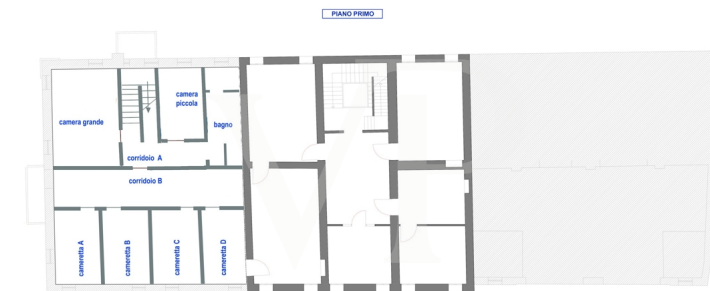 PIANO PRIMO
camera grande
camera
piccola
bagno
corridoio A
corridoio B
cameretta A
cameretta B
cameretta C
cameretta D